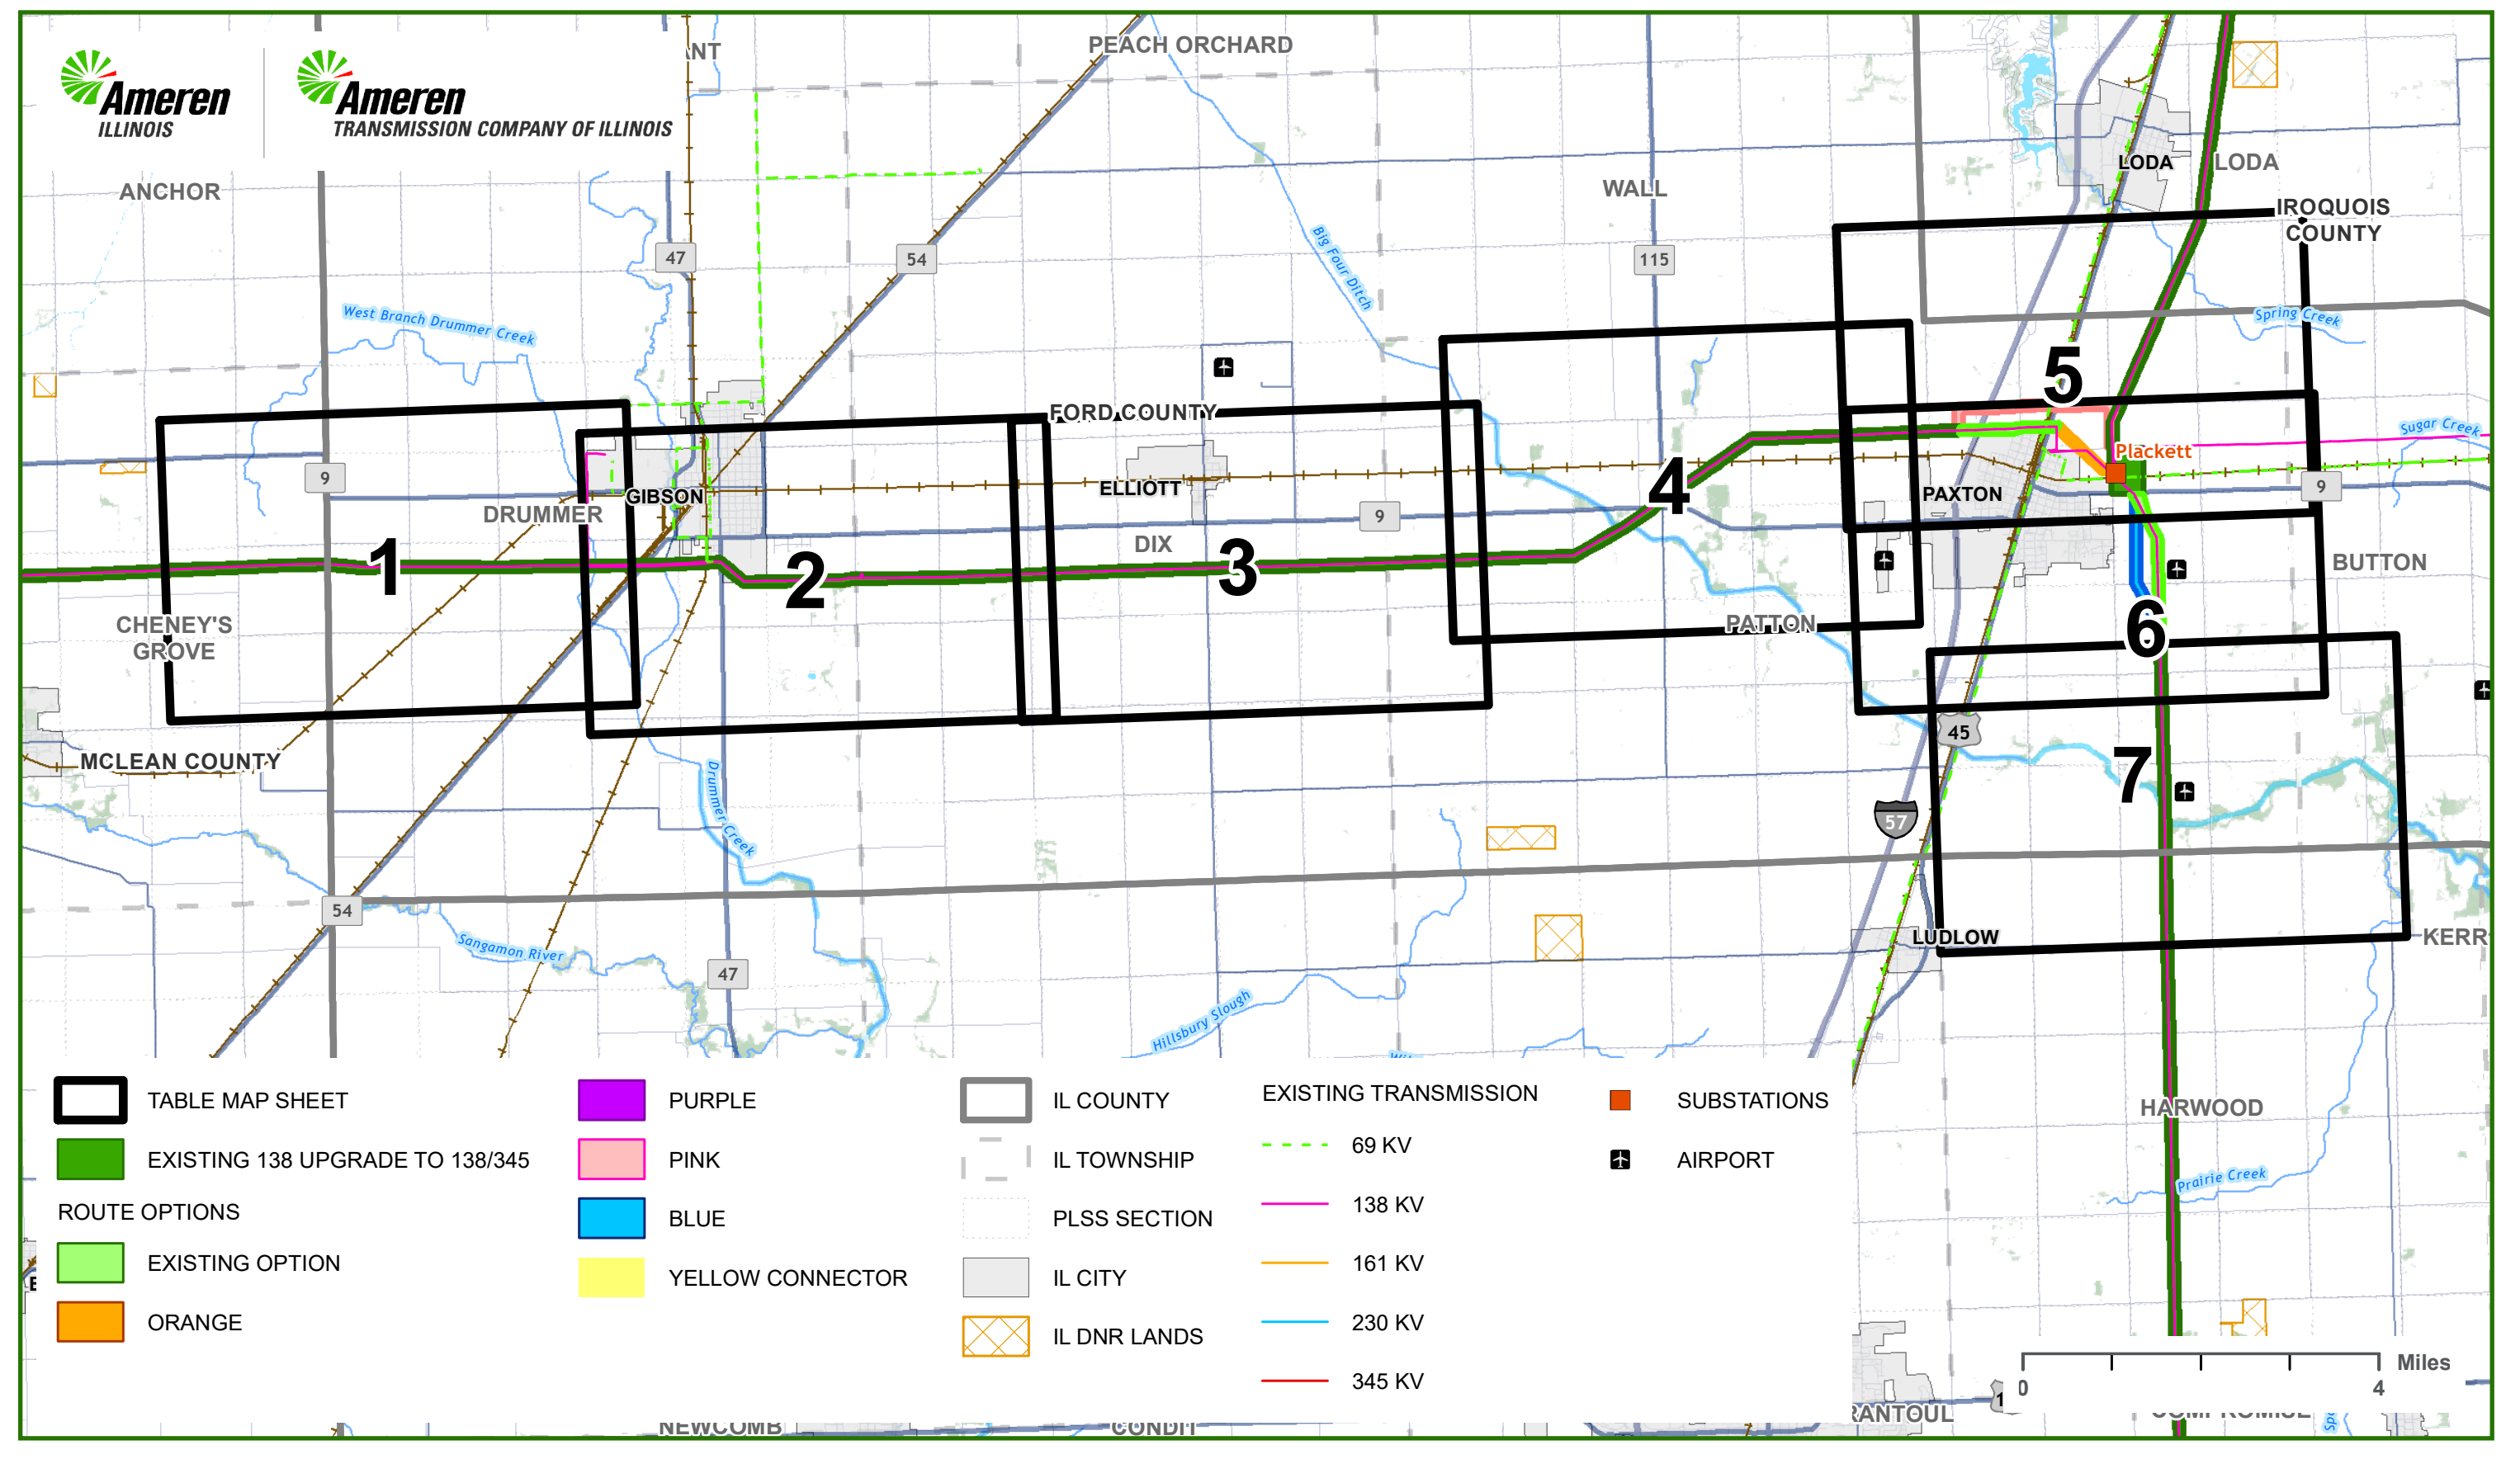 ANT
PEACH ORCHARD
Ameren
ILLINOIS
Ameren
TRANSMISSION COMPANY OF ILLINOIS
LODA
LODA
ANCHOR
WALL
IROQUOIS
COUNTY
47
54
115
Big Four Ditch
West Branch Drummer Creek
Spring Creek
5
FORD COUNTY
Sugar Creek
Plackett
9
GIBSON
ELLIOTT
4
PAXTON
9
DRUMMER
9
DIX
1
2
3
BUTTON
CHENEY'S
GROVE
PATTON
6
45
MCLEAN COUNTY
7
Drummer Creek
57
54
LUDLOW
KERR
Sangamon River
47
Hillsbury Slough
TABLE MAP SHEET
EXISTING 138 UPGRADE TO 138/345
ROUTE OPTIONS
EXISTING OPTION
ORANGE
PURPLE
PINK
BLUE
YELLOW CONNECTOR
IL COUNTY
IL TOWNSHIP
PLSS SECTION
IL CITY
IL DNR LANDS
EXISTING TRANSMISSION
69 KV
138 KV
161 KV
230 KV
345 KV
SUBSTATIONS
AIRPORT
HARWOOD
Prairie Creek
Miles
0
4
RANTOUL
COMPROMISE
NEWCOMB
CONDIT